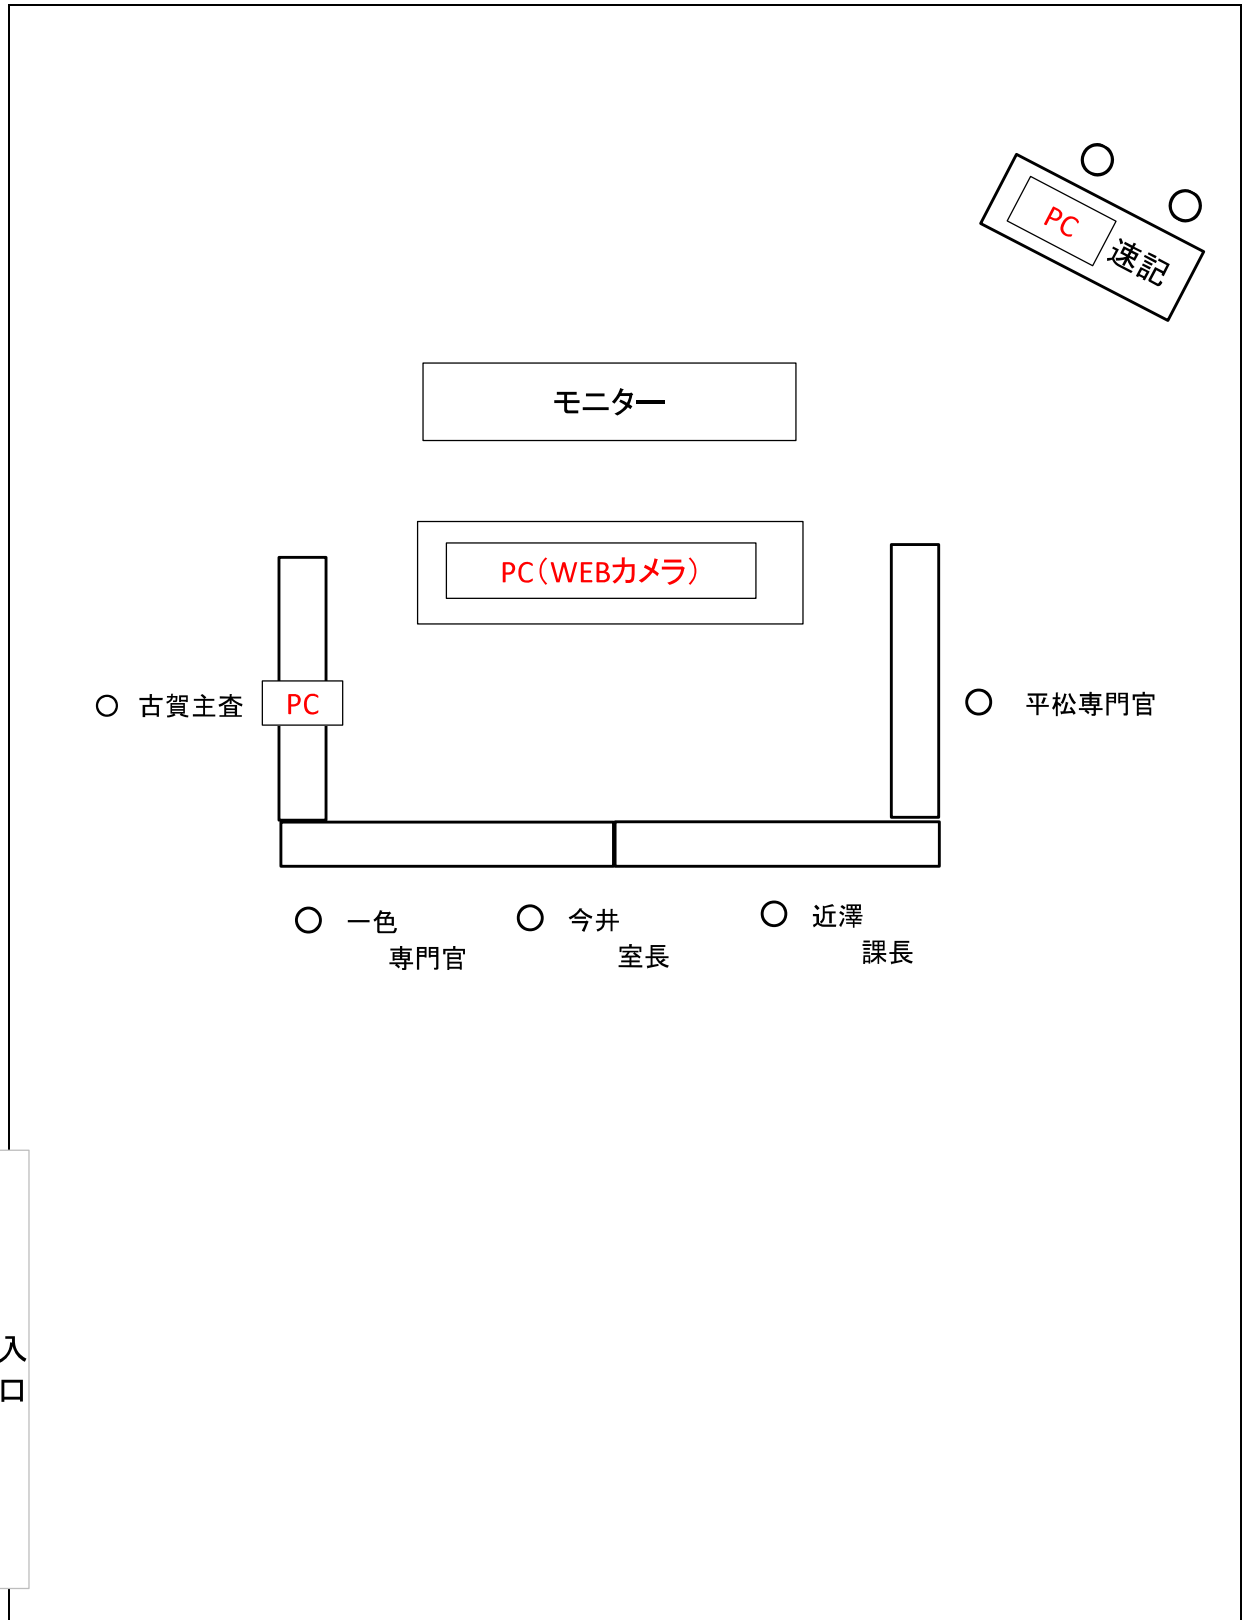 PC
速記
モニター
PC（WEBカメラ）
古賀主査
PC
平松専門官
一色
専門官
今井
室長
近澤
課長
入
口